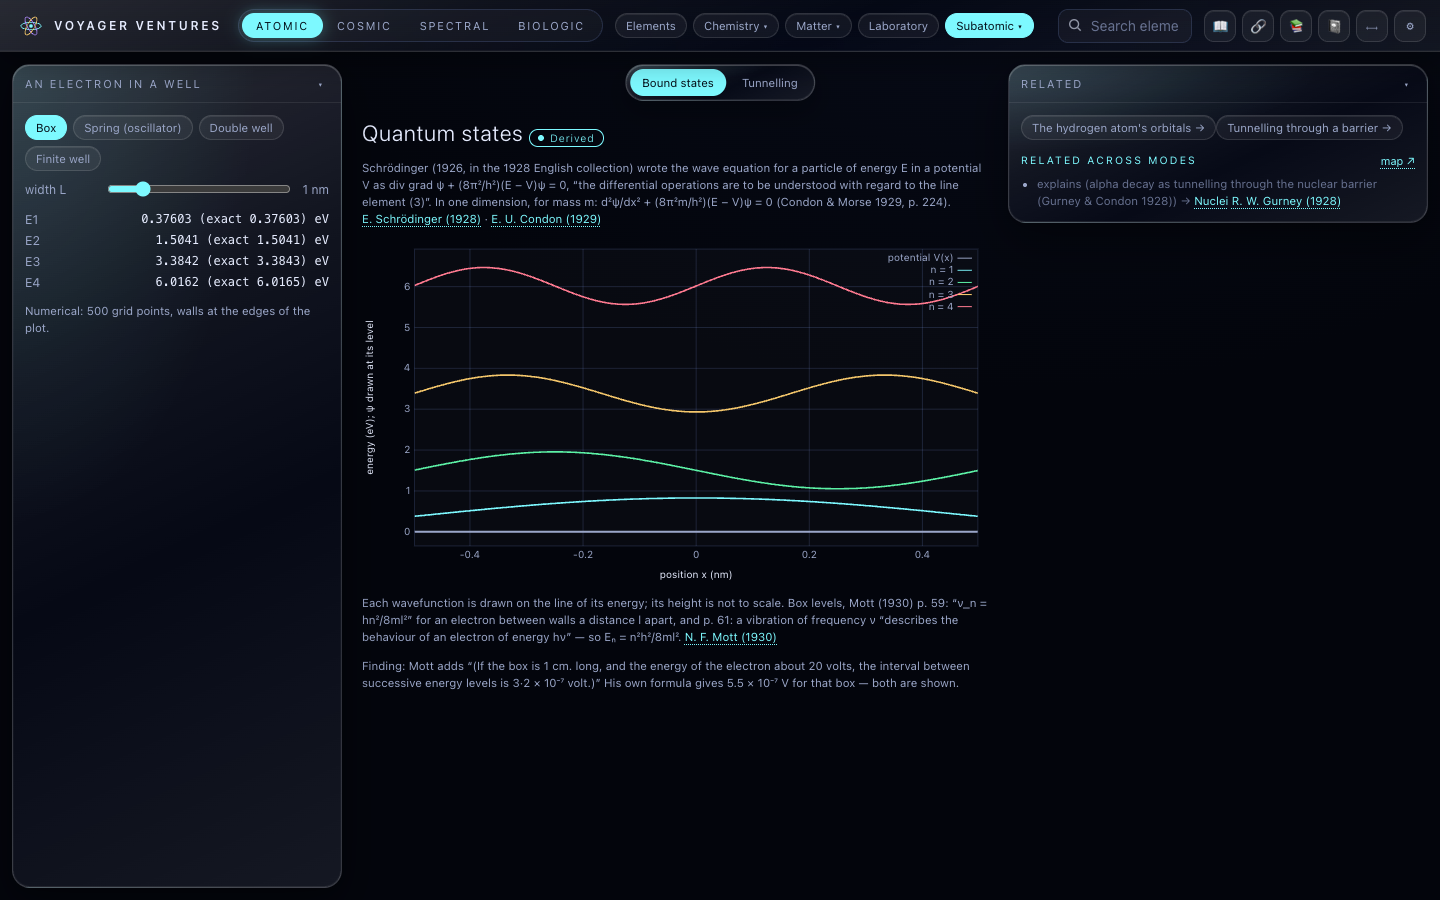 VOYAGER VENTURES
ATOMIC COSMIC SPECTRAL BIOLOGIC
Elements Chemistry ▾ Matter ▾ Laboratory Subatomic ▾
Search eleme
AN ELECTRON IN A WELL
Box Spring (oscillator) Double well
Finite well
width L 1 nm
E1 0.37603 (exact 0.37603) eV
E2 1.5041 (exact 1.5041) eV
E3 3.3842 (exact 3.3843) eV
E4 6.0162 (exact 6.0165) eV
Numerical: 500 grid points, walls at the edges of the
plot.
Bound states Tunnelling
Quantum states Derived
Schrödinger (1926, in the 1928 English collection) wrote the wave equation for a particle of energy E in a potential
V as div grad ψ + (8π²/h²)(E − V)ψ = 0, “the differential operations are to be understood with regard to the line
element (3)”. In one dimension, for mass m: d²ψ/dx² + (8π²m/h²)(E − V)ψ = 0 (Condon & Morse 1929, p. 224).
E. Schrödinger (1928) · E. U. Condon (1929)
potential V(x)
n = 1
n = 2
n = 3
n = 4
6
5
4
3
2
1
0
energy (eV); ψ drawn at its level
-0.4 -0.2 0 0.2 0.4
position x (nm)
Each wavefunction is drawn on the line of its energy; its height is not to scale. Box levels, Mott (1930) p. 59: “ν_n =
hn²/8ml²” for an electron between walls a distance l apart, and p. 61: a vibration of frequency ν “describes the
behaviour of an electron of energy hν” — so Eₙ = n²h²/8ml². N. F. Mott (1930)
Finding: Mott adds “(If the box is 1 cm. long, and the energy of the electron about 20 volts, the interval between
successive energy levels is 3·2 × 10⁻⁷ volt.)” His own formula gives 5.5 × 10⁻⁷ V for that box — both are shown.
RELATED
The hydrogen atom's orbitals → Tunnelling through a barrier →
RELATED ACROSS MODES map ↗
• explains (alpha decay as tunnelling through the nuclear barrier
(Gurney & Condon 1928)) → Nuclei R. W. Gurney (1928)